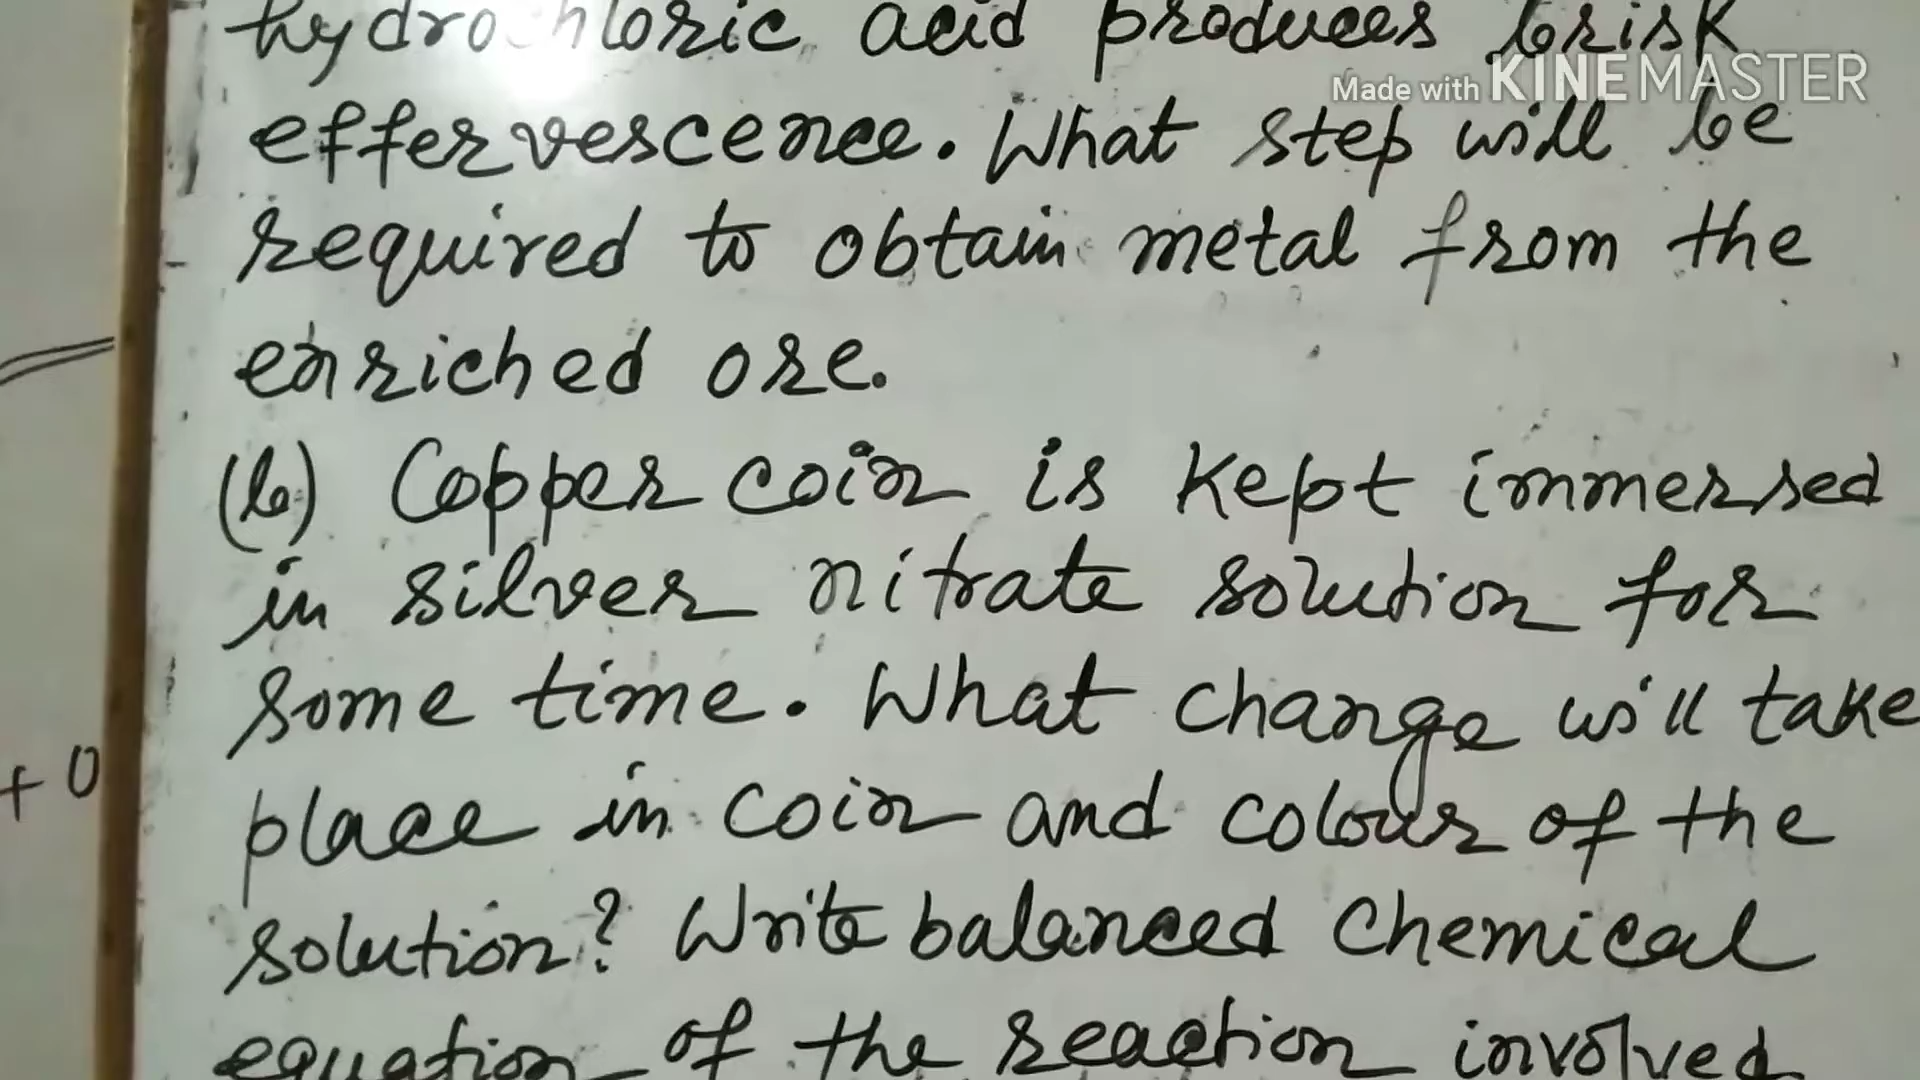 hydrochloric acid produces brisk
Made with KINEMASTER
effervescence. What step will be
required to obtain metal from the
enriched ore.
(b) Copper coin is kept immersed
in silver nitrate solution for
some time. What change will take
place in coin and colour of the
+ 0
solution? Write balanced chemical
equation of the reaction involved